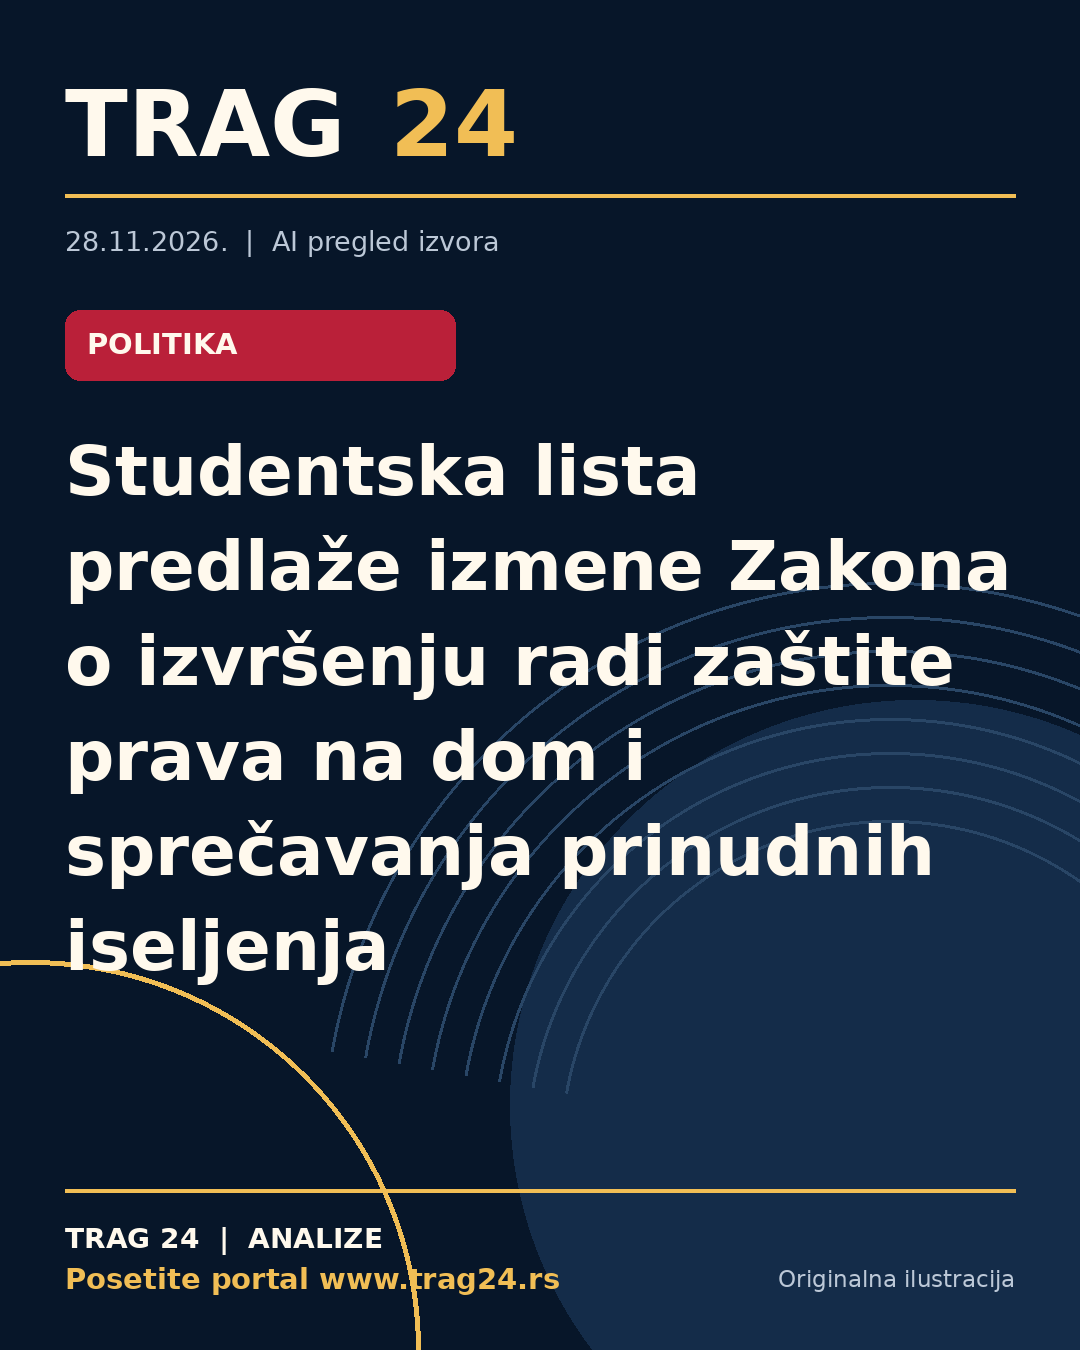 TRAG 24
28.11.2026. | AI pregled izvora
POLITIKA
Studentska lista
predlaže izmene Zakona
o izvršenju radi zaštite
prava na dom i
sprečavanja prinudnih
iseljenja
TRAG 24 | ANALIZE
Posetite portal www.trag24.rs
Originalna ilustracija